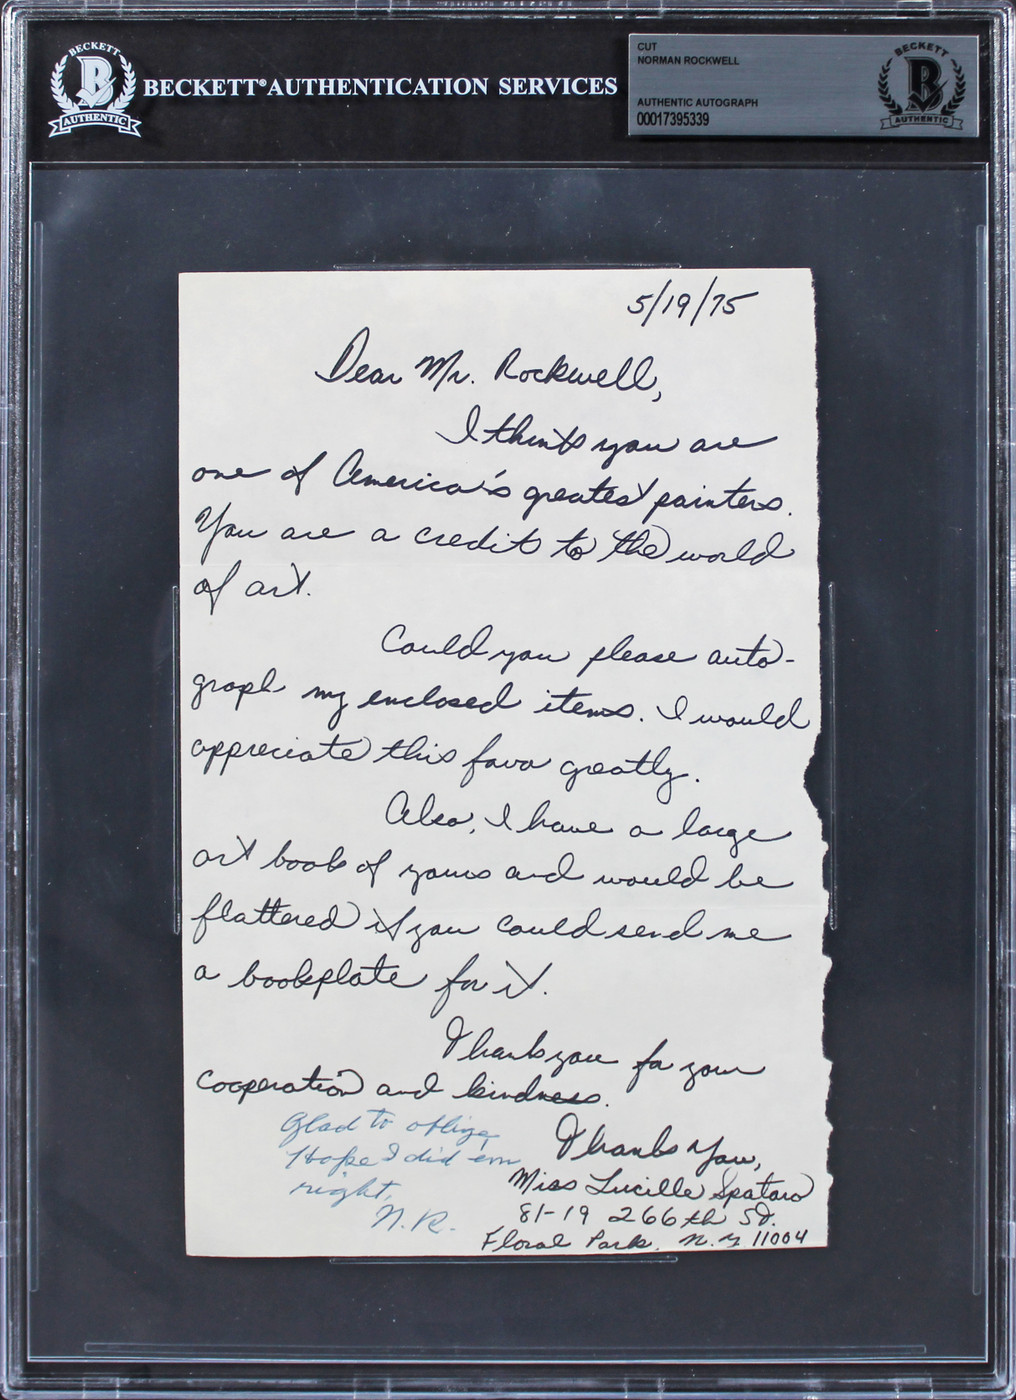 BECKETT
B
AUTHENTIC
BECKETT® AUTHENTICATION SERVICES
CUT
NORMAN ROCKWELL
AUTHENTIC AUTOGRAPH
00017395339
BECKETT
B
AUTHENTIC
5/19/75
Dear Mr. Rockwell,
I think you are
one of America's greatest painters.
You are a credit to the world
of art.
Could you please auto-
graph my enclosed items. I would
appreciate this favor greatly.
Also, I have a large
art book of yours and would be
flattered if you could send me
a bookplate for it.
Thank you for your
cooperation and kindness.
Glad to oblige,
Hope I did 'em
right,
N.R.
Thank You,
Miss Lucille Spataro
81-19 266th St.
Floral Park, N.Y. 11004